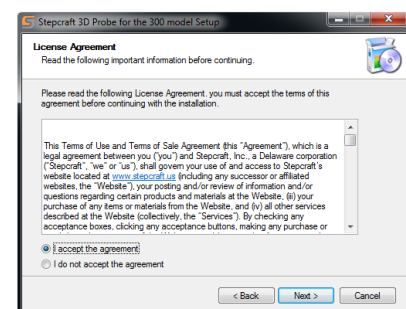 Stepcraft 3D Probe for the 300 model Setup
License Agreement
Read the following important information before continuing.
Please read the following License Agreement. you must accept the terms of this
agreement before continuing with the installation.
This Terms of Use and Terms of Sale Agreement (this "Agreement"), which is a
legal agreement between you ("you") and Stepcraft, Inc., a Delaware corporation
("Stepcraft", "we" or "us"), shall govern your use of and access to Stepcraft's
website located at www.stepcraft.us (including any successor or affiliated
websites, the "Website"), your posting and/or review of information and/or
questions regarding certain products and materials at the Website, (ii) your
purchase of any items or materials from the Website, and (iv) all other services
described at the Website (collectively, the "Services"). By checking any
acceptance boxes, clicking any acceptance buttons, making any purchase or
I accept the agreement
I do not accept the agreement
< Back Next > Cancel